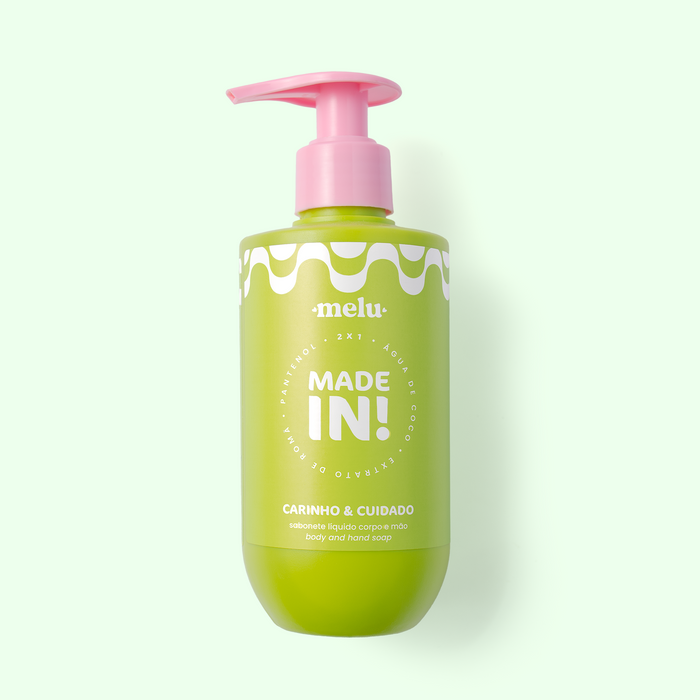 ·melu·
PANTENOL • 2X1 • ÁGUA DE COCO • EXTRATO DE ROMA •
MADE
IN!
CARINHO & CUIDADO
sabonete líquido corpo e mão
body and hand soap